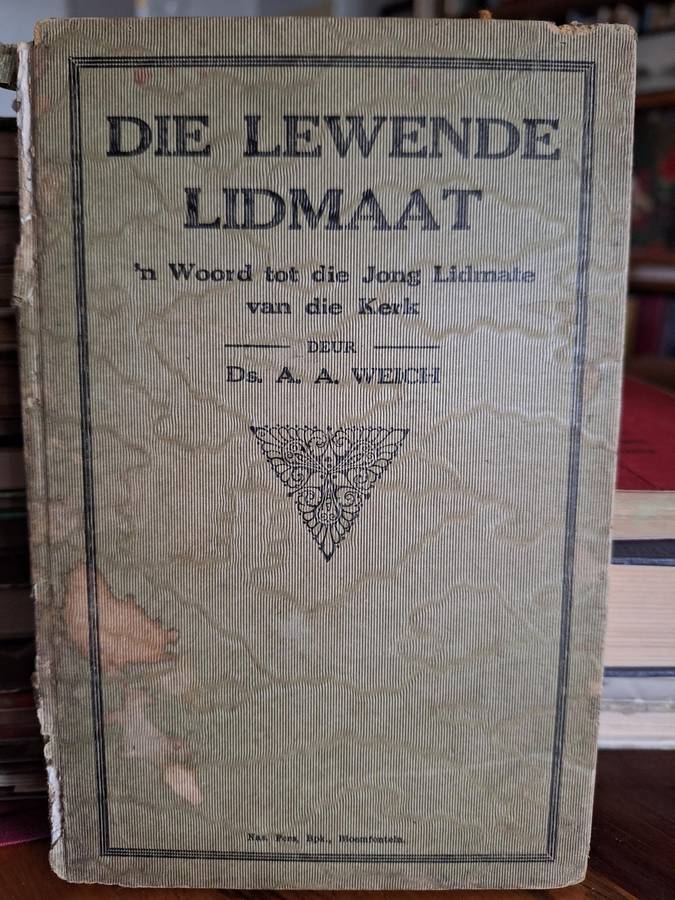 DIE LEWENDE
LIDMAAT
'n Woord tot die Jong Lidmate
van die Kerk
DEUR
Ds. A. A. WEICH
Nas. Pers, Bpk., Bloemfontein.